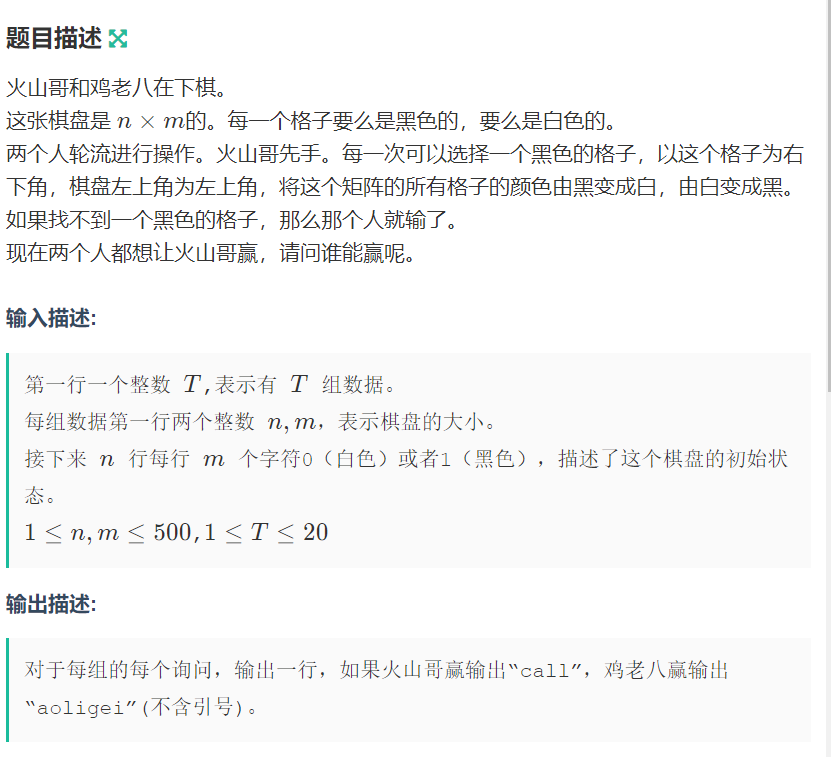 题目描述
火山哥和鸡老八在下棋。
这张棋盘是 n × m的。每一个格子要么是黑色的，要么是白色的。
两个人轮流进行操作。火山哥先手。每一次可以选择一个黑色的格子，以这个格子为右
下角，棋盘左上角为左上角，将这个矩阵的所有格子的颜色由黑变成白，由白变成黑。
如果找不到一个黑色的格子，那么那个人就输了。
现在两个人都想让火山哥赢，请问谁能赢呢。
输入描述:
第一行一个整数 T,表示有 T 组数据。
每组数据第一行两个整数 n, m，表示棋盘的大小。
接下来 n 行每行 m 个字符0（白色）或者1（黑色），描述了这个棋盘的初始状
态。
1 ≤ n, m ≤ 500,1 ≤ T ≤ 20
输出描述:
对于每组的每个询问，输出一行，如果火山哥赢输出“call”，鸡老八赢输出
“aoligei”(不含引号)。